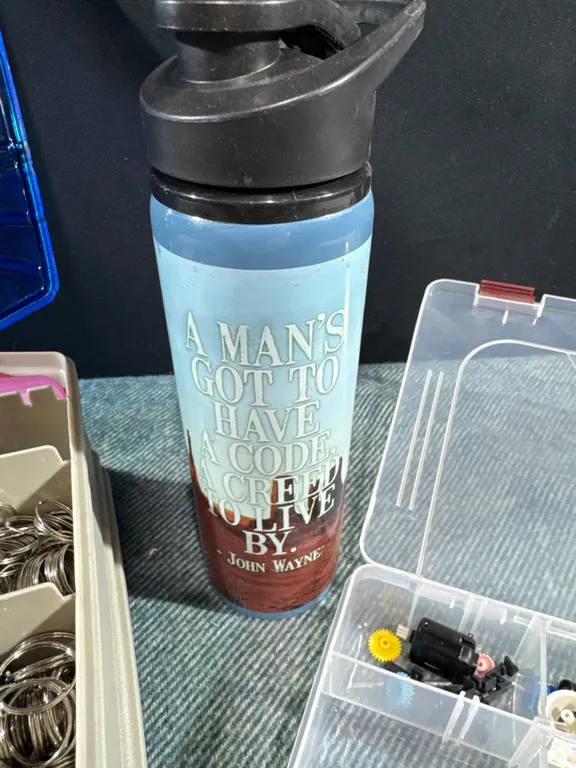 A MAN'S
GOT TO
HAVE
A CODE,
A CREED
TO LIVE
BY.
- JOHN WAYNE-